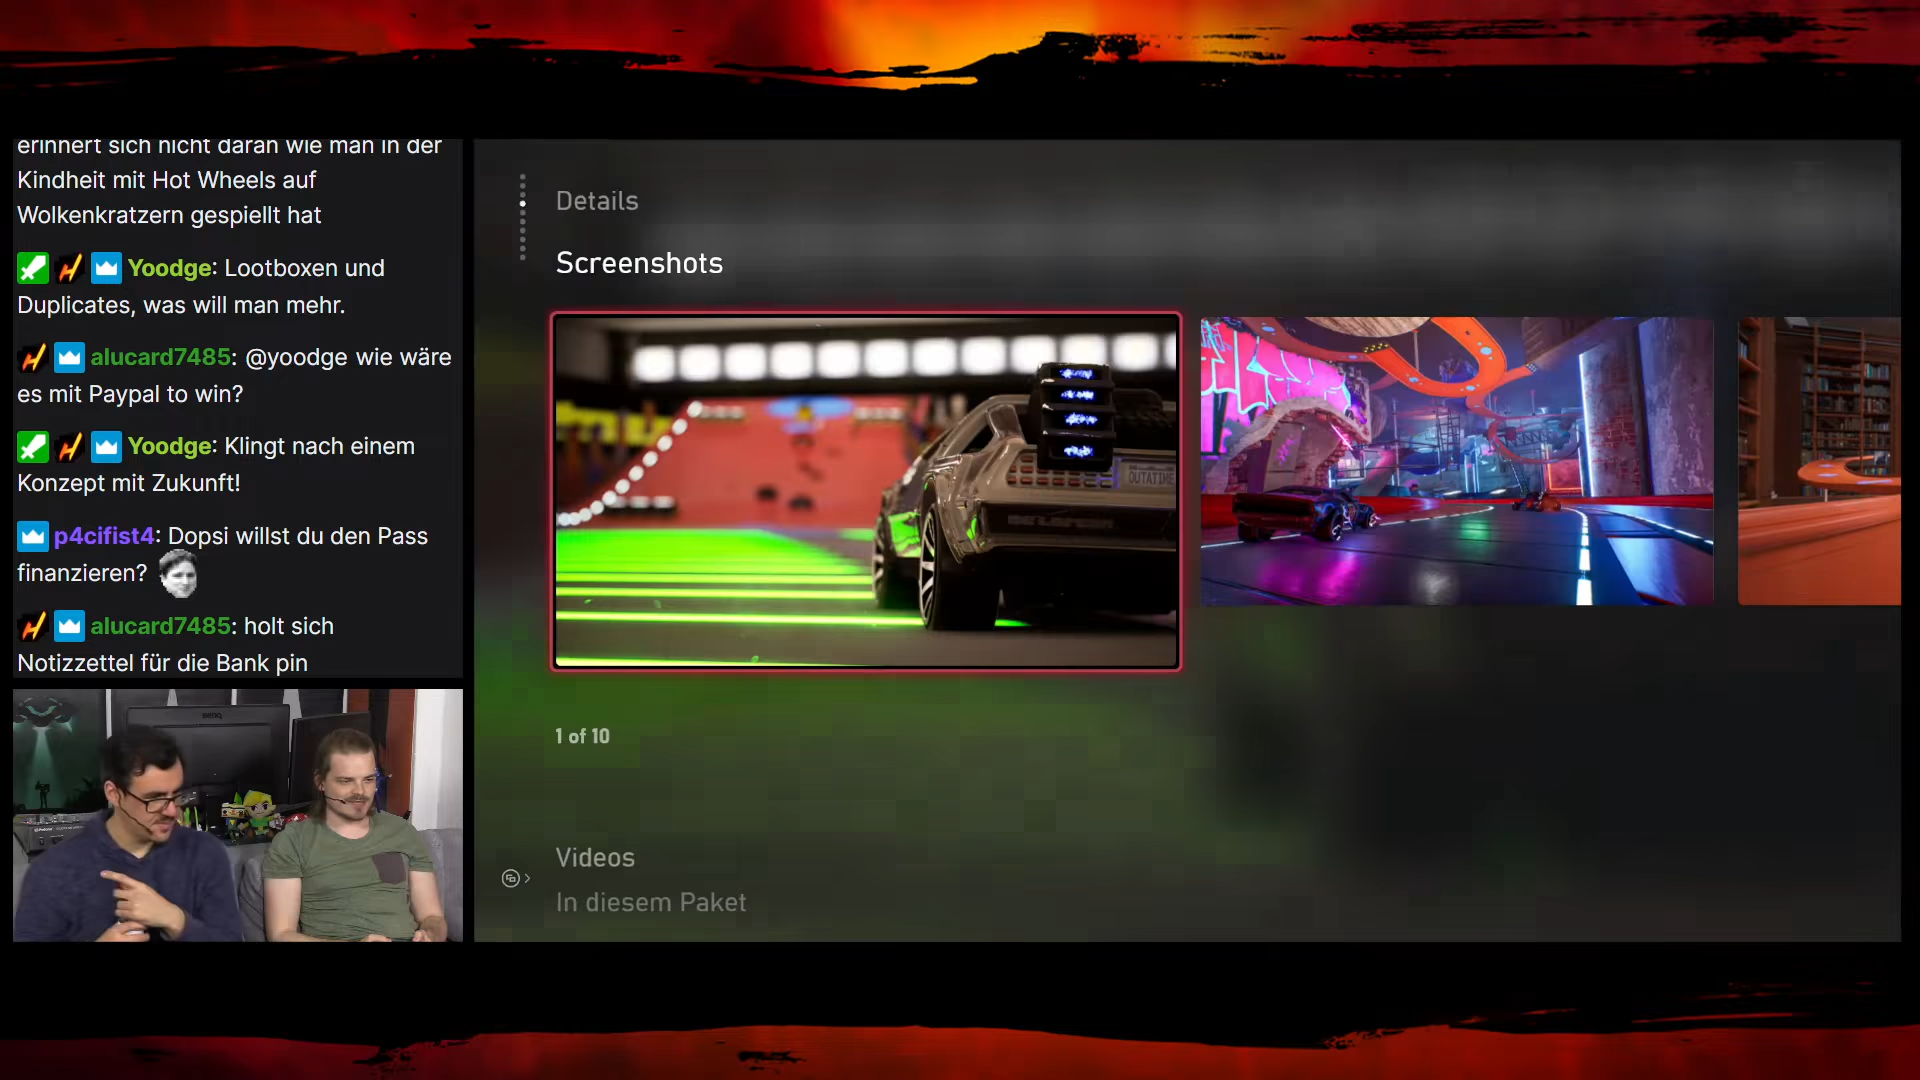 erinnert sich nicht daran wie man in der
Kindheit mit Hot Wheels auf
Wolkenkratzern gespiellt hat
Yoodge: Lootboxen und
Duplicates, was will man mehr.
alucard7485: @yoodge wie wäre
es mit Paypal to win?
Yoodge: Klingt nach einem
Konzept mit Zukunft!
p4cifist4: Dopsi willst du den Pass
finanzieren?
alucard7485: holt sich
Notizzettel für die Bank pin
BenQ
Details
Screenshots
OUTATIME
1 of 10
Videos
In diesem Paket